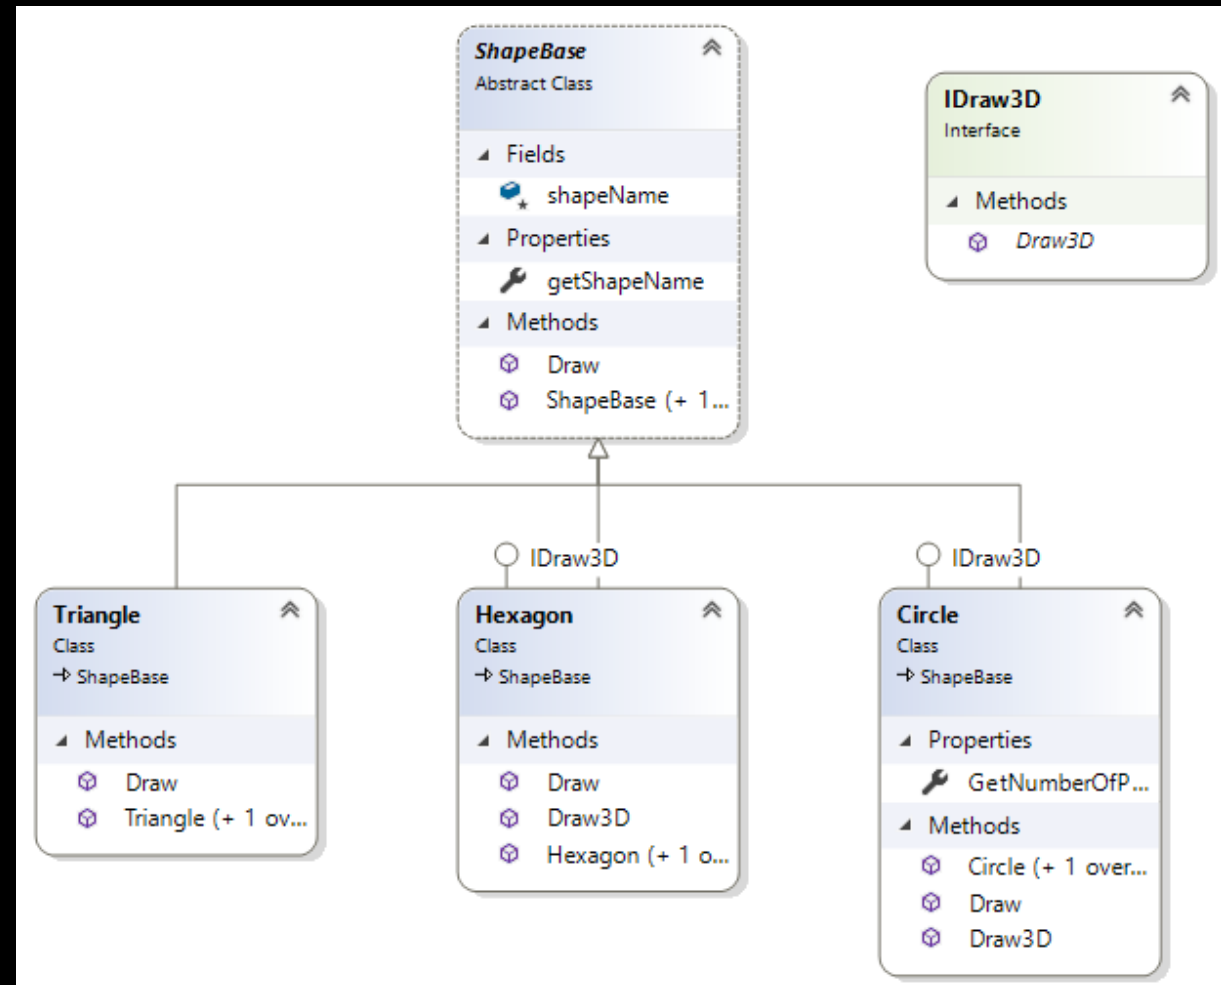 ShapeBase
Abstract Class
Fields
shapeName
Properties
getShapeName
Methods
Draw
ShapeBase (+ 1...
IDraw3D
Interface
Methods
Draw3D
Triangle
Class
ShapeBase
Methods
Draw
Triangle (+ 1 ov...
IDraw3D
Hexagon
Class
ShapeBase
Methods
Draw
Draw3D
Hexagon (+ 1 o...
IDraw3D
Circle
Class
ShapeBase
Properties
GetNumberOfP...
Methods
Circle (+ 1 over...
Draw
Draw3D